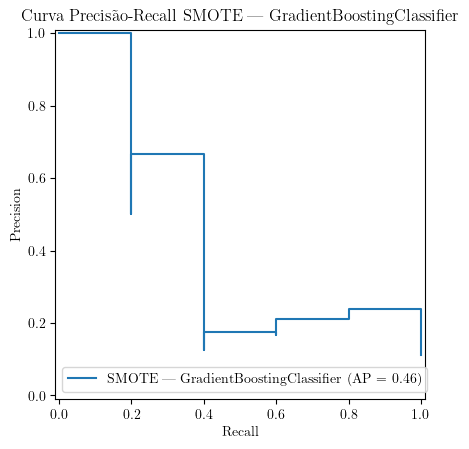 Curva Precisão-Recall SMOTE — GradientBoostingClassifier
1.0
0.8
0.6
0.4
0.2
0.0
Precision
SMOTE — GradientBoostingClassifier (AP = 0.46)
0.0 0.2 0.4 0.6 0.8 1.0
Recall